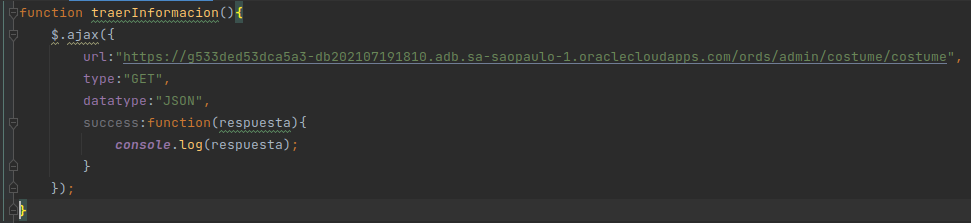 function traerInformacion(){
    $.ajax({
        url:"https://g533ded53dca5a3-db202107191810.adb.sa-saopaulo-1.oraclecloudapps.com/ords/admin/costume/costume",
        type:"GET",
        datatype:"JSON",
        success:function(respuesta){
            console.log(respuesta);
        }
    });
}